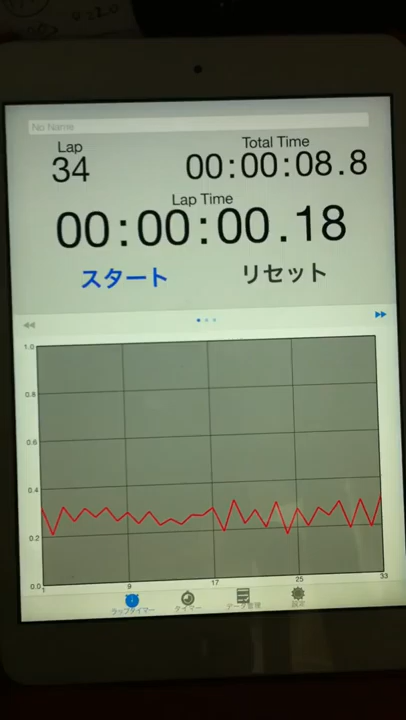 No Name
Lap
Total Time
34
00:00:08.8
Lap Time
00:00:00.18
スタート
リセット
1.0
0.8
0.6
0.4
0.2
0.0
1
9
17
25
33
ラップタイマー
タイマー
データ管理
設定